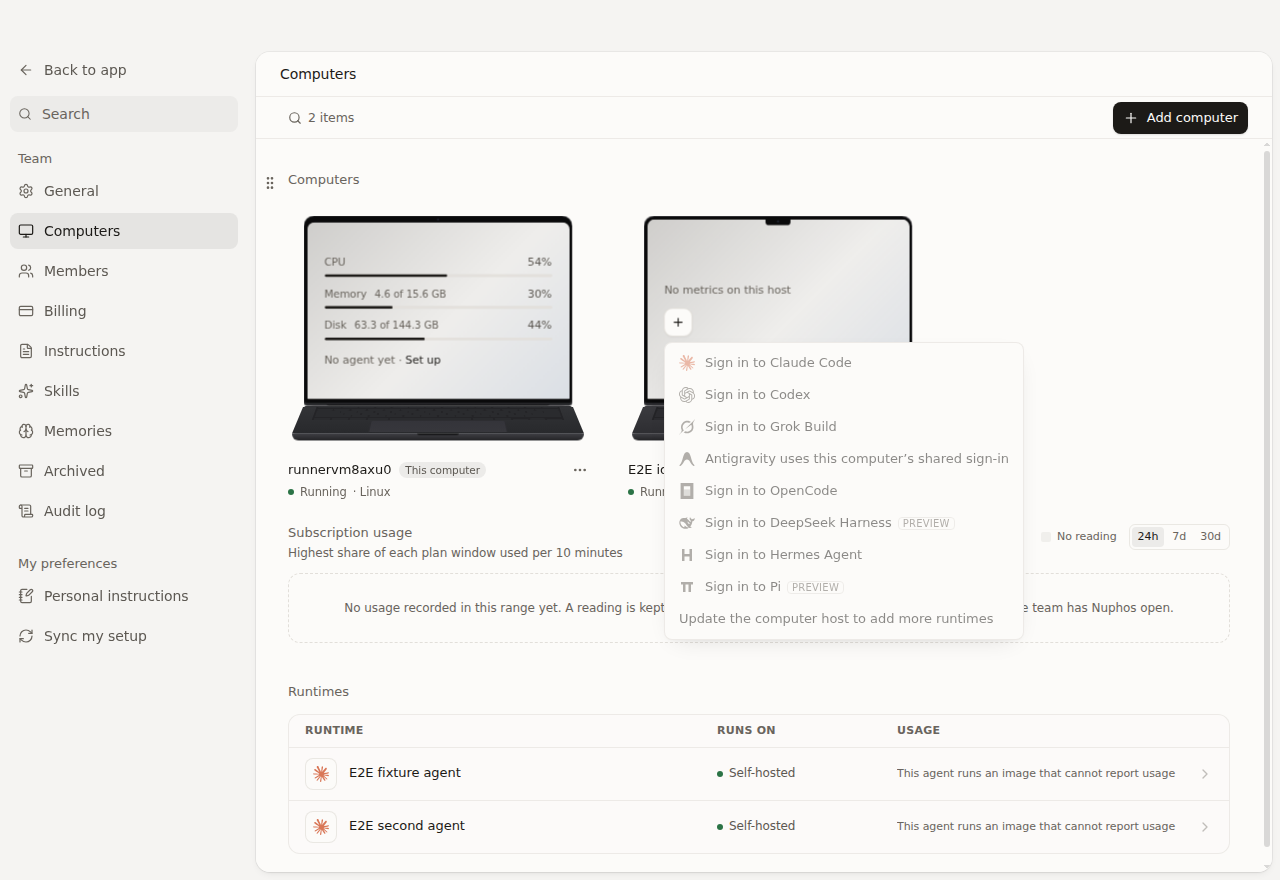 Back to app
Search
Team
General
Computers
Members
Billing
Instructions
Skills
Memories
Archived
Audit log
My preferences
Personal instructions
Sync my setup
Computers
2 items
Add computer
Computers
CPU 54%
Memory 4.6 of 15.6 GB 30%
Disk 63.3 of 144.3 GB 44%
No agent yet · Set up
runnervm8axu0 This computer
Running · Linux
No metrics on this host
E2E
Sign in to Claude Code
Sign in to Codex
Sign in to Grok Build
Antigravity uses this computer’s shared sign-in
Sign in to OpenCode
Sign in to DeepSeek Harness PREVIEW
Sign in to Hermes Agent
Sign in to Pi PREVIEW
Update the computer host to add more runtimes
Subscription usage
Highest share of each plan window used per 10 minutes
No reading 24h 7d 30d
No usage recorded in this range yet. A reading is kept
team has Nuphos open.
Runtimes
RUNTIME RUNS ON USAGE
E2E fixture agent Self-hosted This agent runs an image that cannot report usage
E2E second agent Self-hosted This agent runs an image that cannot report usage